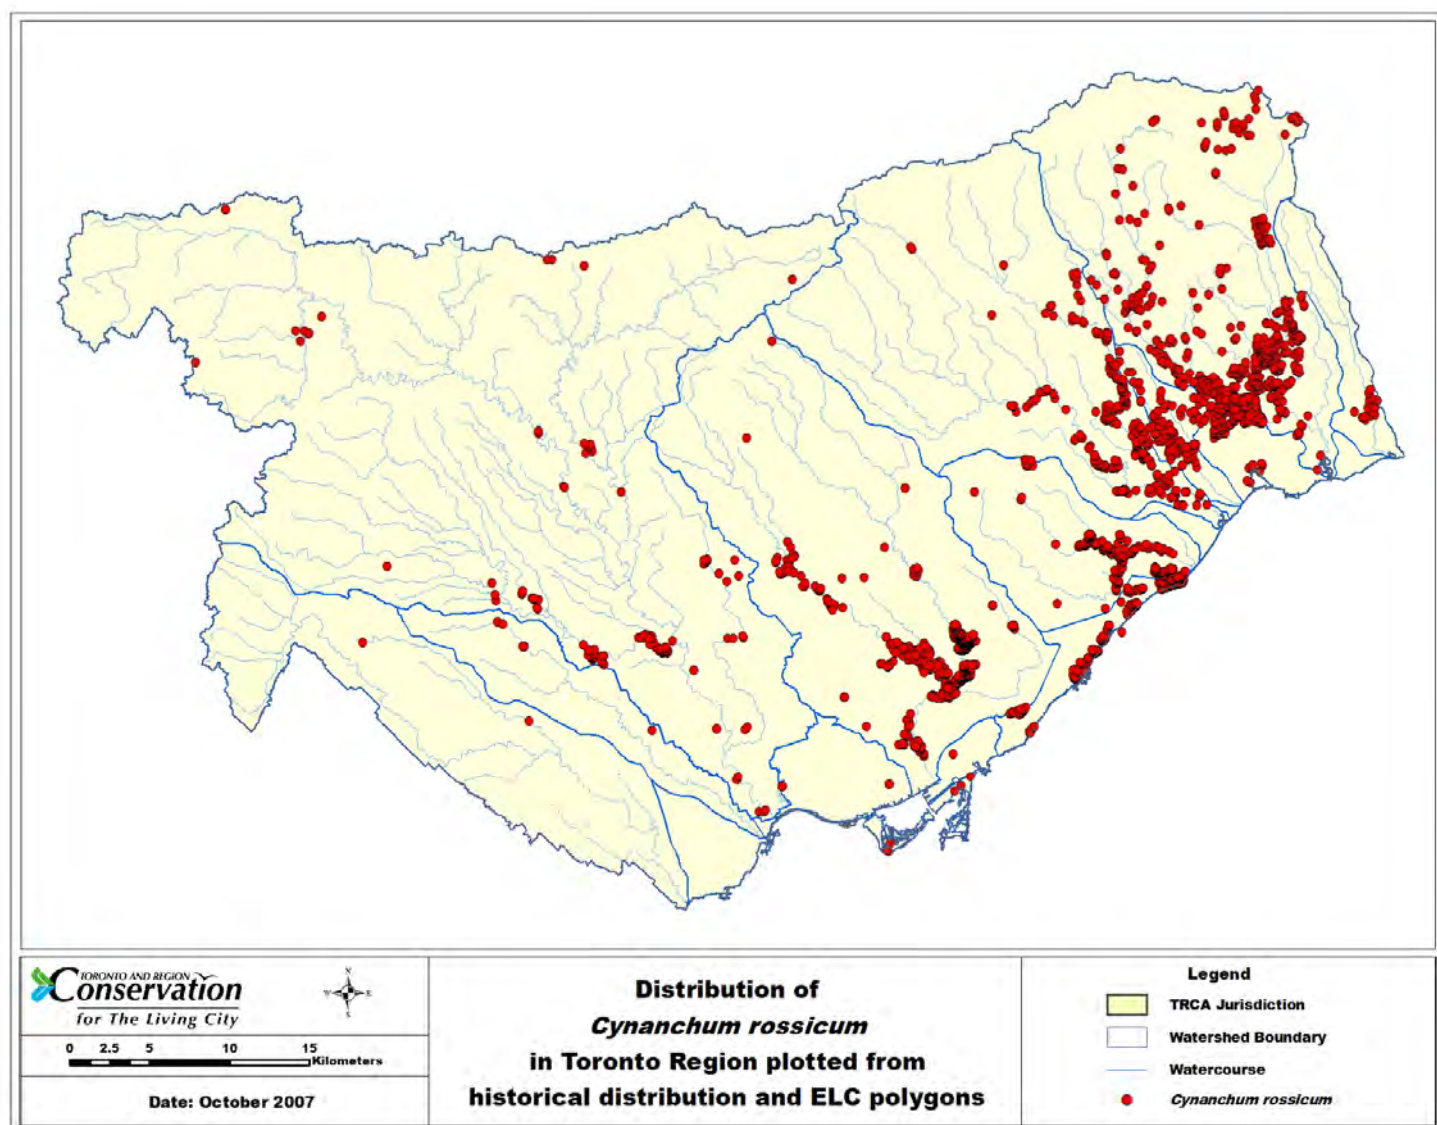 TORONTO AND REGION
Conservation
for The Living City
N
W E
S
0 2.5 5 10 15
Kilometers
Date: October 2007
Distribution of
Cynanchum rossicum
in Toronto Region plotted from
historical distribution and ELC polygons
Legend
TRCA Jurisdiction
Watershed Boundary
Watercourse
Cynanchum rossicum